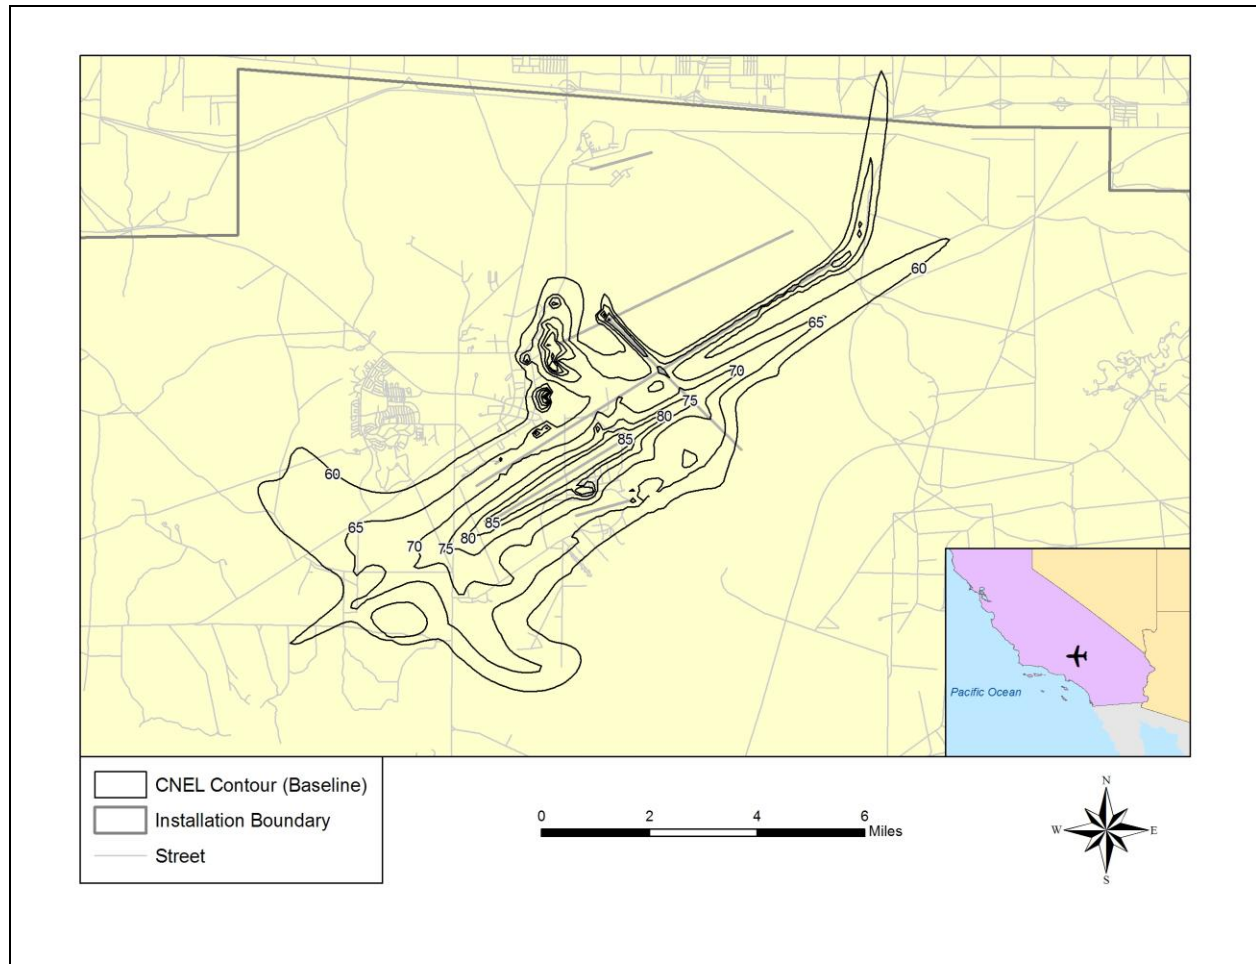 60
65
70
75
80
85
60
65
85
80
75
70
Pacific Ocean
CNEL Contour (Baseline)
Installation Boundary
Street
0 2 4 6
Miles
N
W E
S